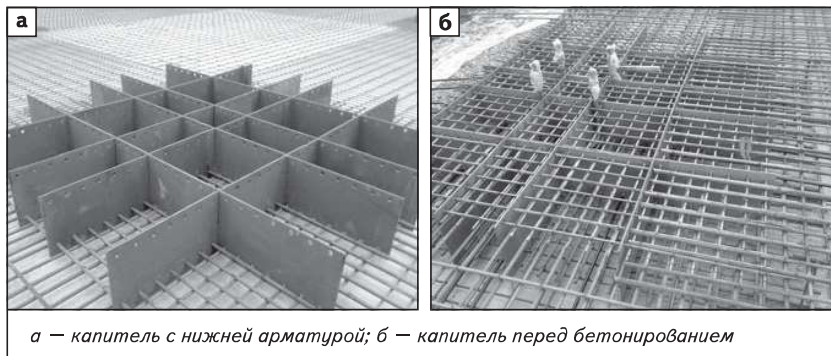 а
б
а — капитель с нижней арматурой; б — капитель перед бетонированием